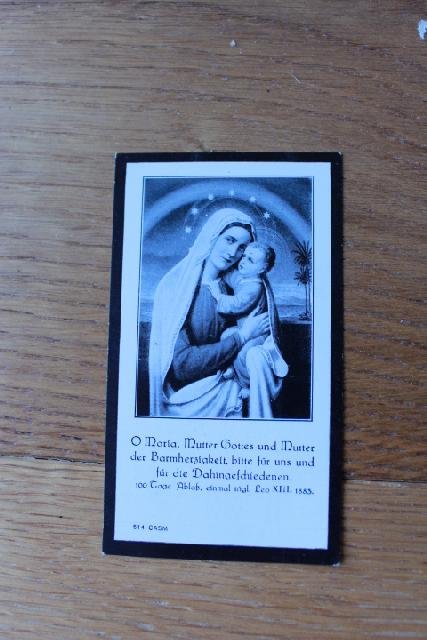 O Maria, Mutter Gottes und Mutter
der Barmherzigkeit, bitte für uns und
für die Dahingeschiedenen.
100 Tage Ablaß, einmal tägl. Leo XIII. 1883.
614 CASM